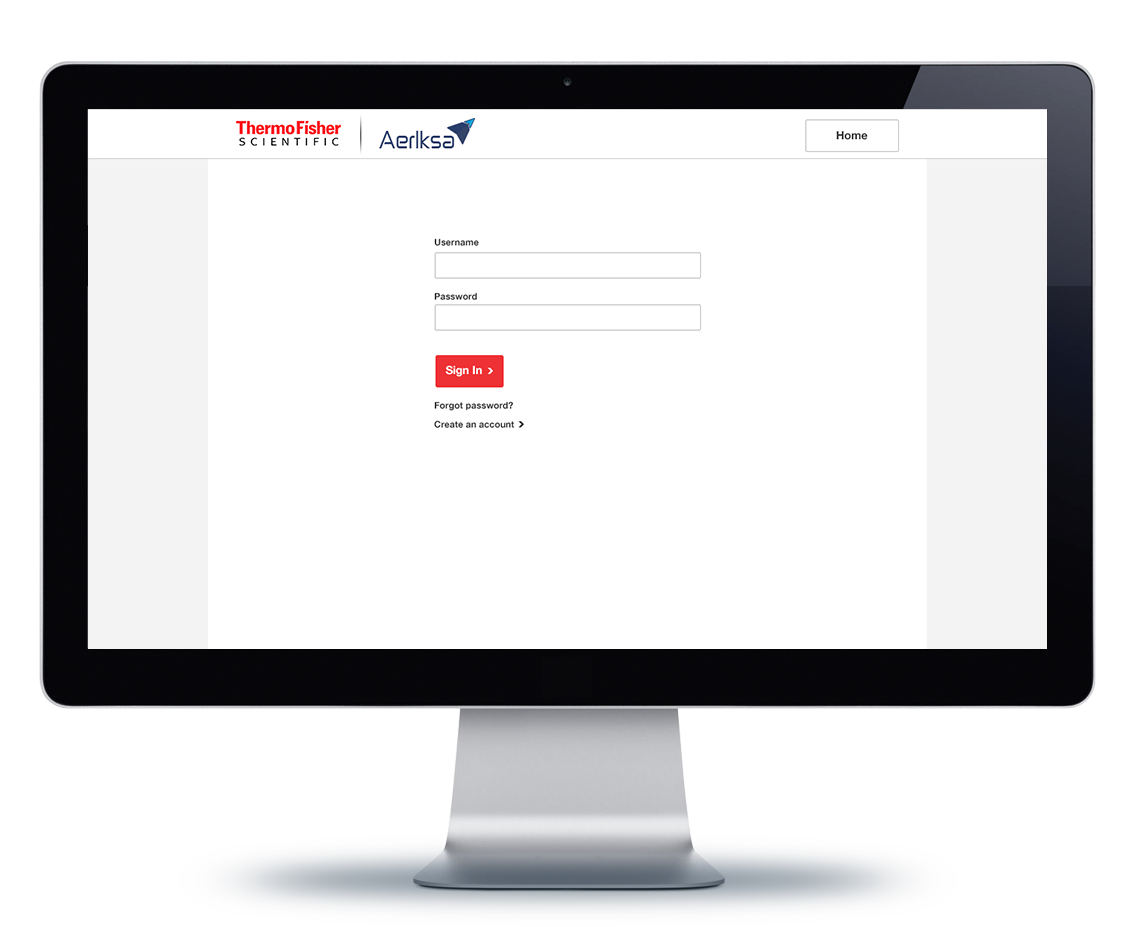 ThermoFisher
SCIENTIFIC
Aerlksa
Home
Username
Password
Sign In
Forgot password?
Create an account